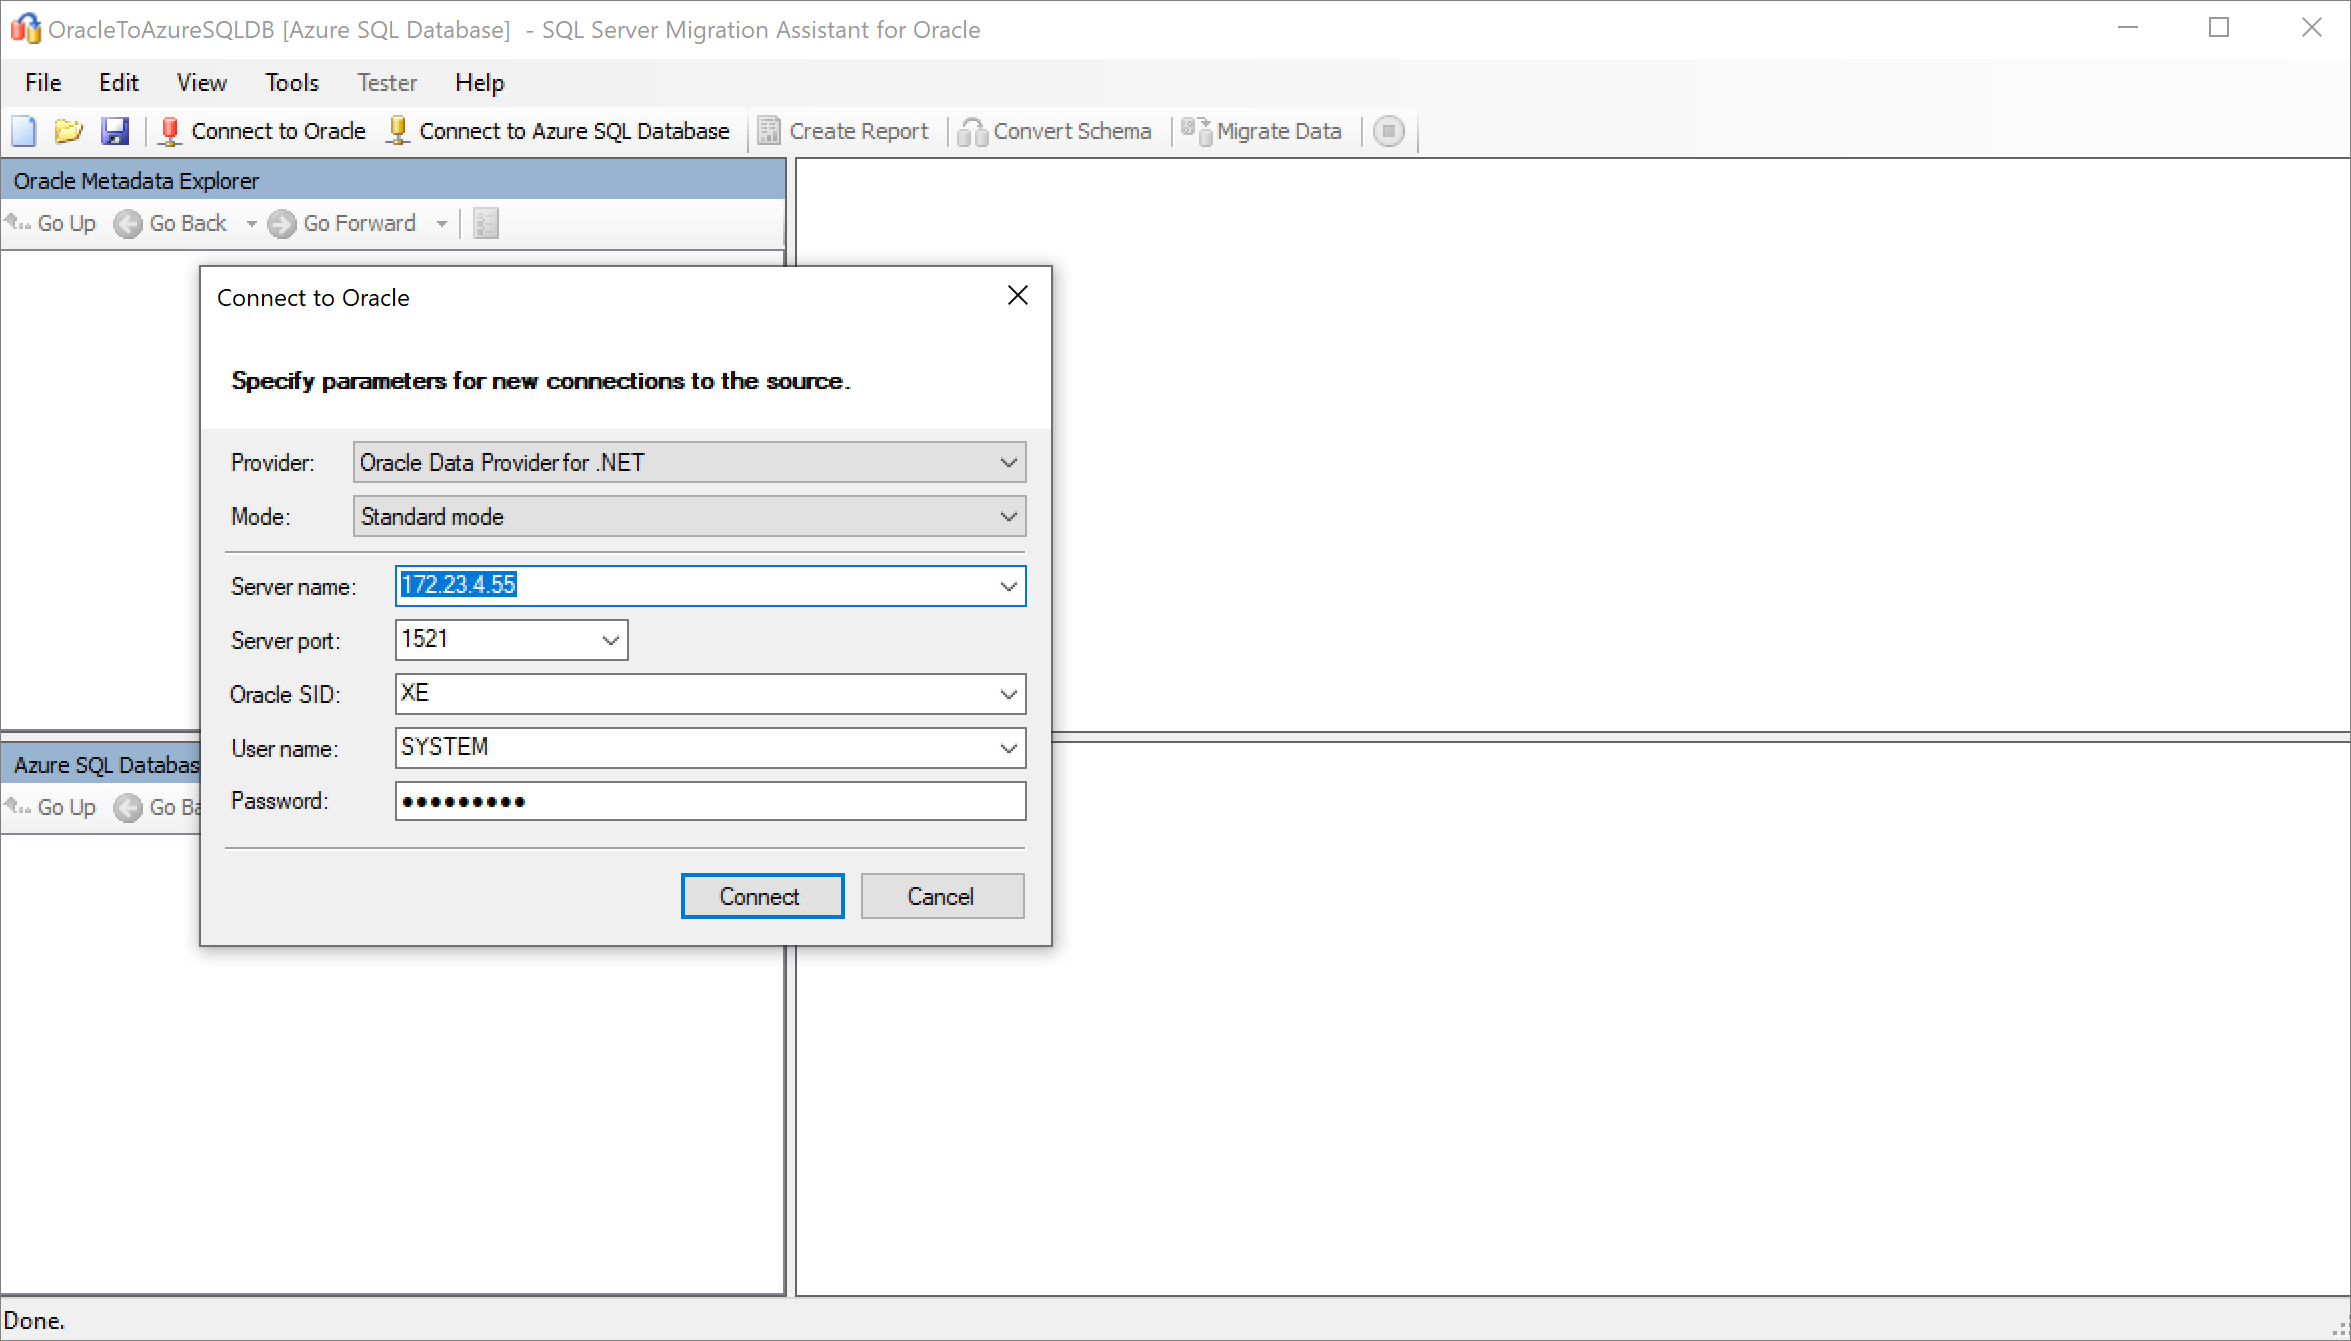 OracleToAzureSQLDB [Azure SQL Database] - SQL Server Migration Assistant for Oracle
File Edit View Tools Tester Help
Connect to Oracle Connect to Azure SQL Database Create Report Convert Schema Migrate Data
Oracle Metadata Explorer
Go Up Go Back Go Forward
Connect to Oracle
Specify parameters for new connections to the source.
Provider: Oracle Data Provider for .NET
Mode: Standard mode
Server name: 172.23.4.55
Server port: 1521
Oracle SID: XE
User name: SYSTEM
Password: ●●●●●●●●●
Connect Cancel
Azure SQL Databas
Go Up Go Ba
Done.